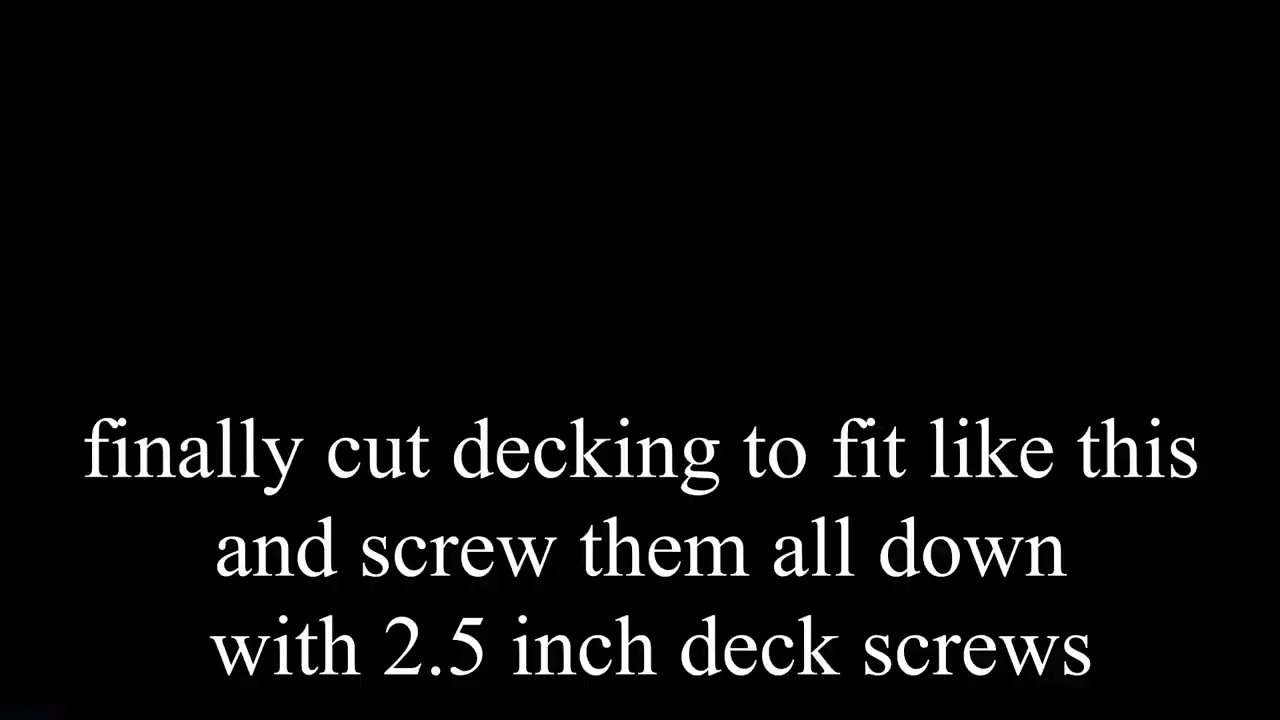 finally cut decking to fit like this
and screw them all down
with 2.5 inch deck screws